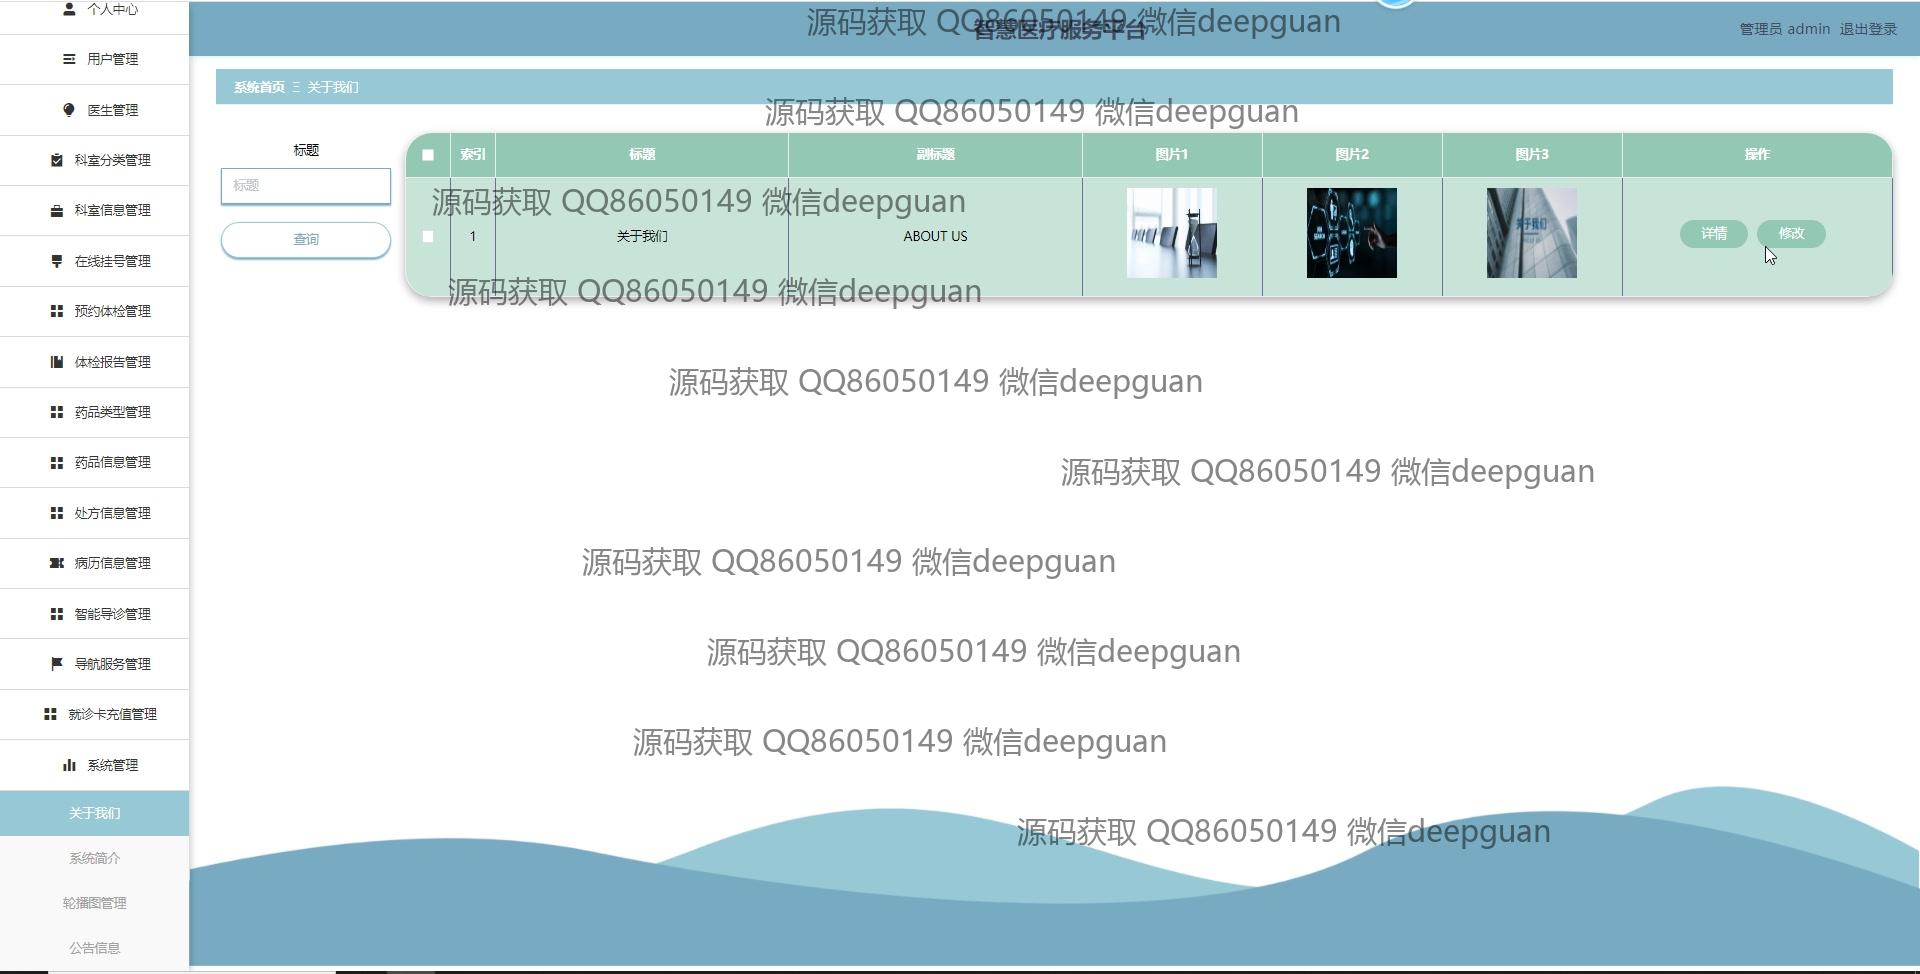 个人中心
用户管理
医生管理
科室分类管理
科室信息管理
在线挂号管理
预约体检管理
体检报告管理
药品类型管理
药品信息管理
处方信息管理
病历信息管理
智能导诊管理
导航服务管理
就诊卡充值管理
系统管理
关于我们
系统简介
轮播图管理
公告信息
源码获取 QQ86050149 微信deepguan
智慧医疗服务平台
管理员 admin 退出登录
系统首页 Ξ 关于我们
源码获取 QQ86050149 微信deepguan
标题
标题
查询
索引 标题 副标题 图片1 图片2 图片3 操作
源码获取 QQ86050149 微信deepguan
1 关于我们 ABOUT US 关于我们 详情 修改
源码获取 QQ86050149 微信deepguan
源码获取 QQ86050149 微信deepguan
源码获取 QQ86050149 微信deepguan
源码获取 QQ86050149 微信deepguan
源码获取 QQ86050149 微信deepguan
源码获取 QQ86050149 微信deepguan
源码获取 QQ86050149 微信deepguan